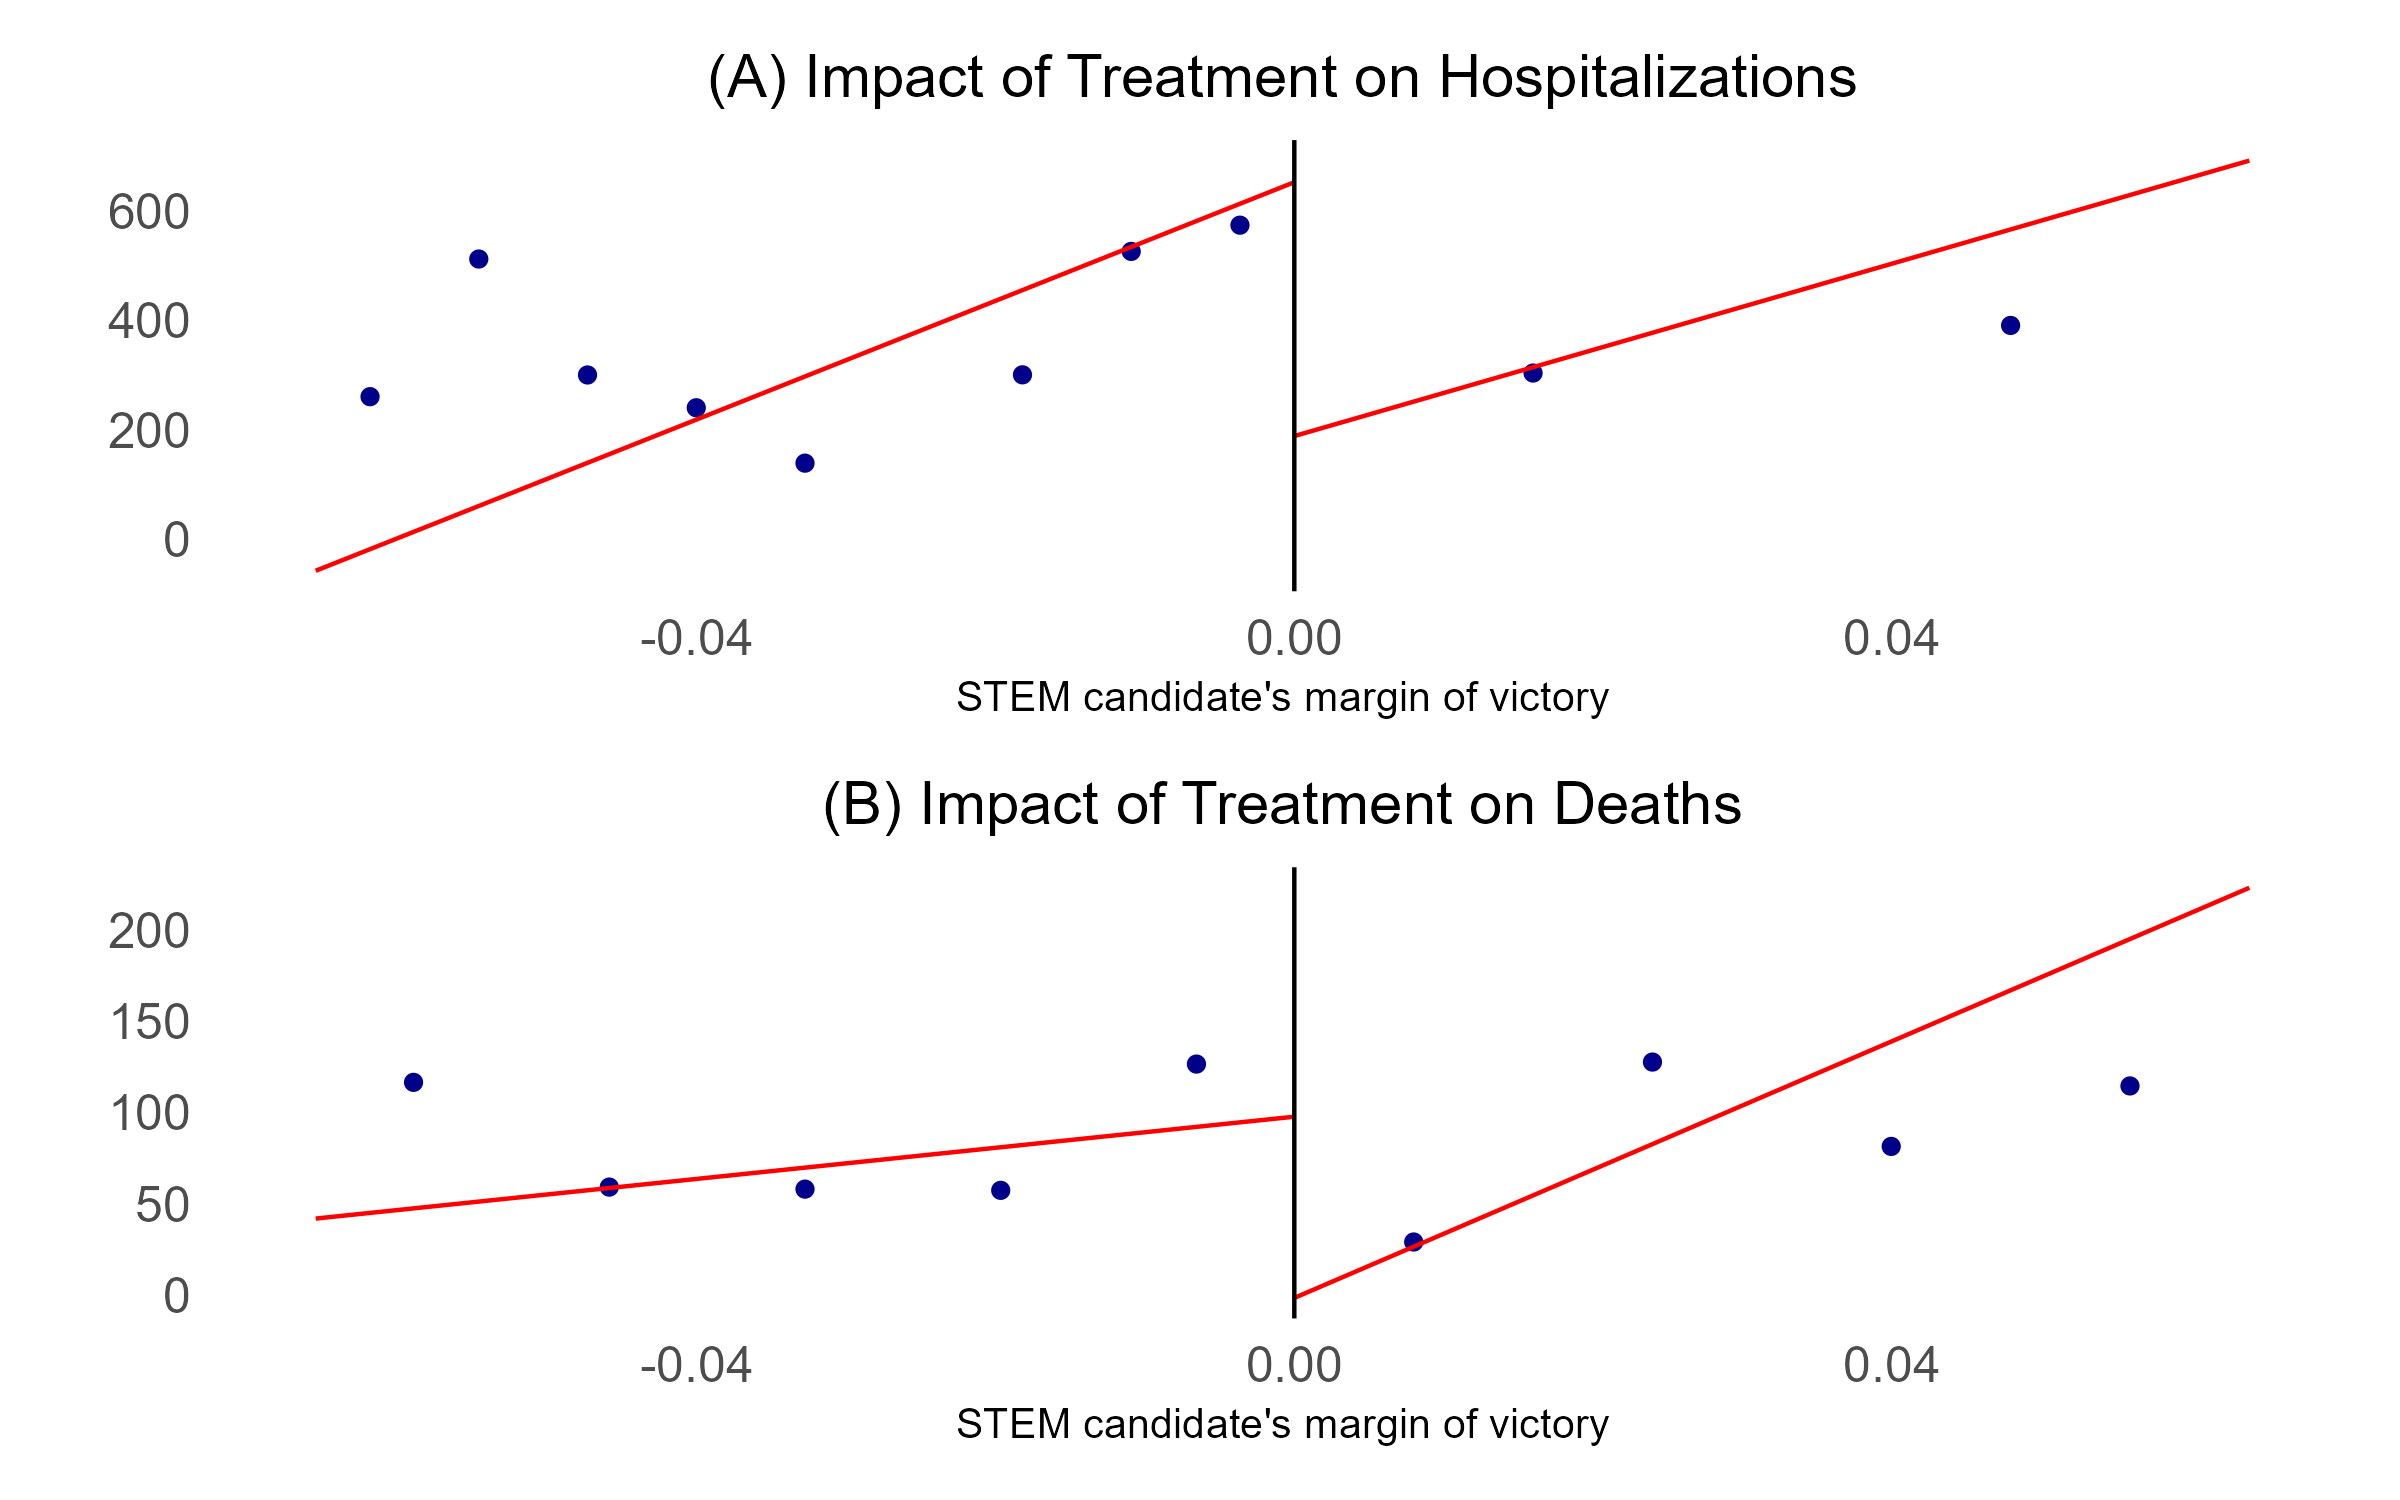 (A) Impact of Treatment on Hospitalizations
600
400
200
0
-0.04 0.00 0.04
STEM candidate's margin of victory
(B) Impact of Treatment on Deaths
200
150
100
50
0
-0.04 0.00 0.04
STEM candidate's margin of victory